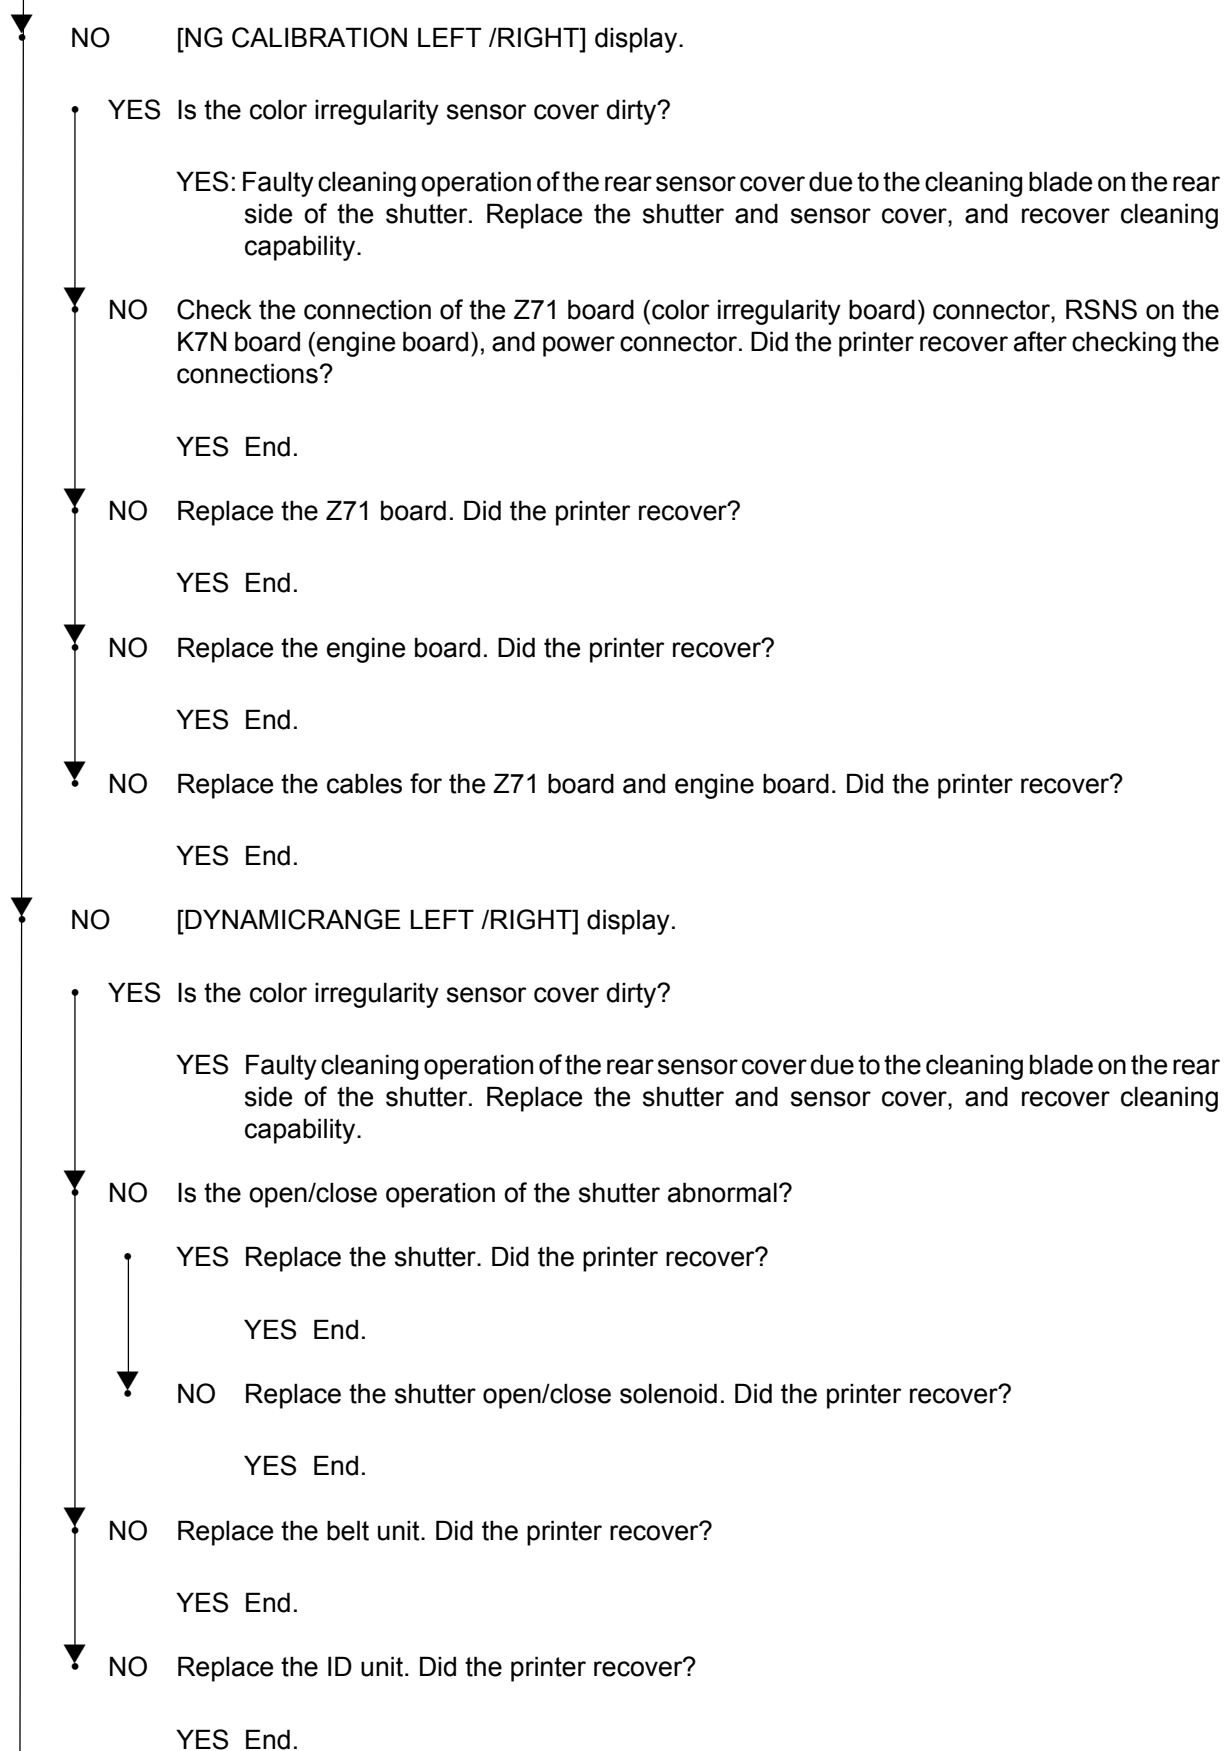 NO [NG CALIBRATION LEFT /RIGHT] display.
YES Is the color irregularity sensor cover dirty?
YES: Faulty cleaning operation of the rear sensor cover due to the cleaning blade on the rear
side of the shutter. Replace the shutter and sensor cover, and recover cleaning
capability.
NO Check the connection of the Z71 board (color irregularity board) connector, RSNS on the
K7N board (engine board), and power connector. Did the printer recover after checking the
connections?
YES End.
NO Replace the Z71 board. Did the printer recover?
YES End.
NO Replace the engine board. Did the printer recover?
YES End.
NO Replace the cables for the Z71 board and engine board. Did the printer recover?
YES End.
NO [DYNAMICRANGE LEFT /RIGHT] display.
YES Is the color irregularity sensor cover dirty?
YES Faulty cleaning operation of the rear sensor cover due to the cleaning blade on the rear
side of the shutter. Replace the shutter and sensor cover, and recover cleaning
capability.
NO Is the open/close operation of the shutter abnormal?
YES Replace the shutter. Did the printer recover?
YES End.
NO Replace the shutter open/close solenoid. Did the printer recover?
YES End.
NO Replace the belt unit. Did the printer recover?
YES End.
NO Replace the ID unit. Did the printer recover?
YES End.